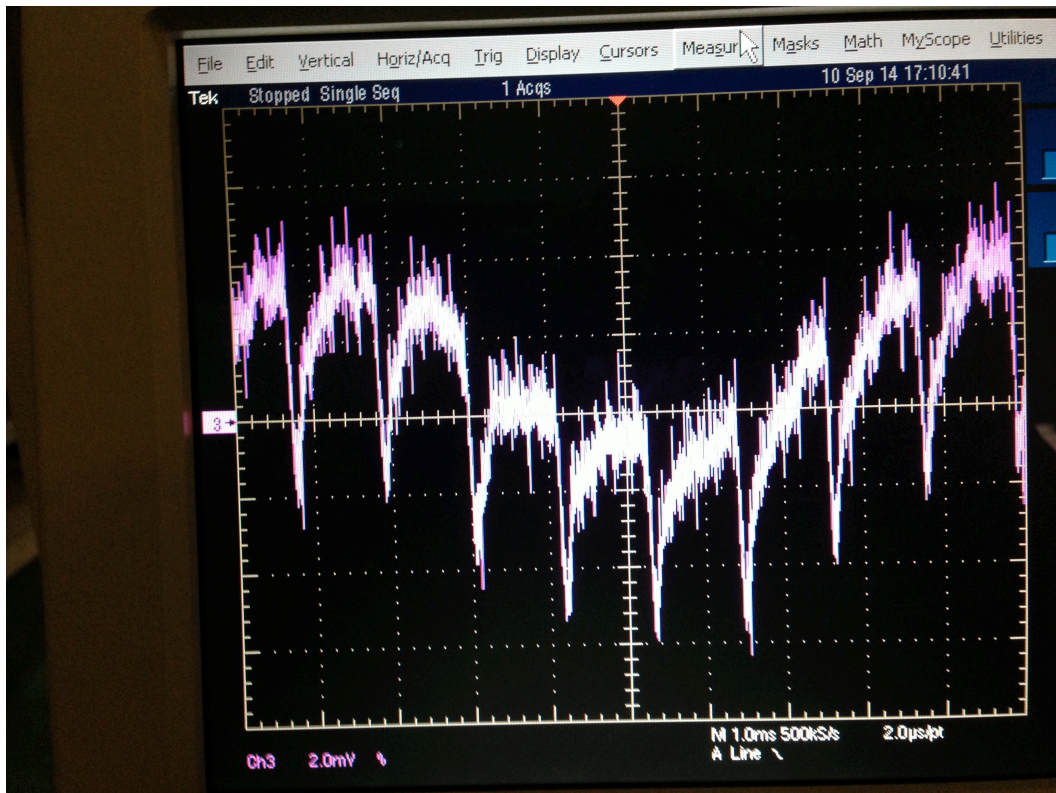 File Edit Vertical Horiz/Acq Trig Display Cursors Measur Masks Math MyScope Utilities
Tek Stopped Single Seq 1 Acqs 10 Sep 14 17:10:41
3
M 1.0ms 500kS/s 2.0µs/pt
A Line \
Ch3 2.0mV